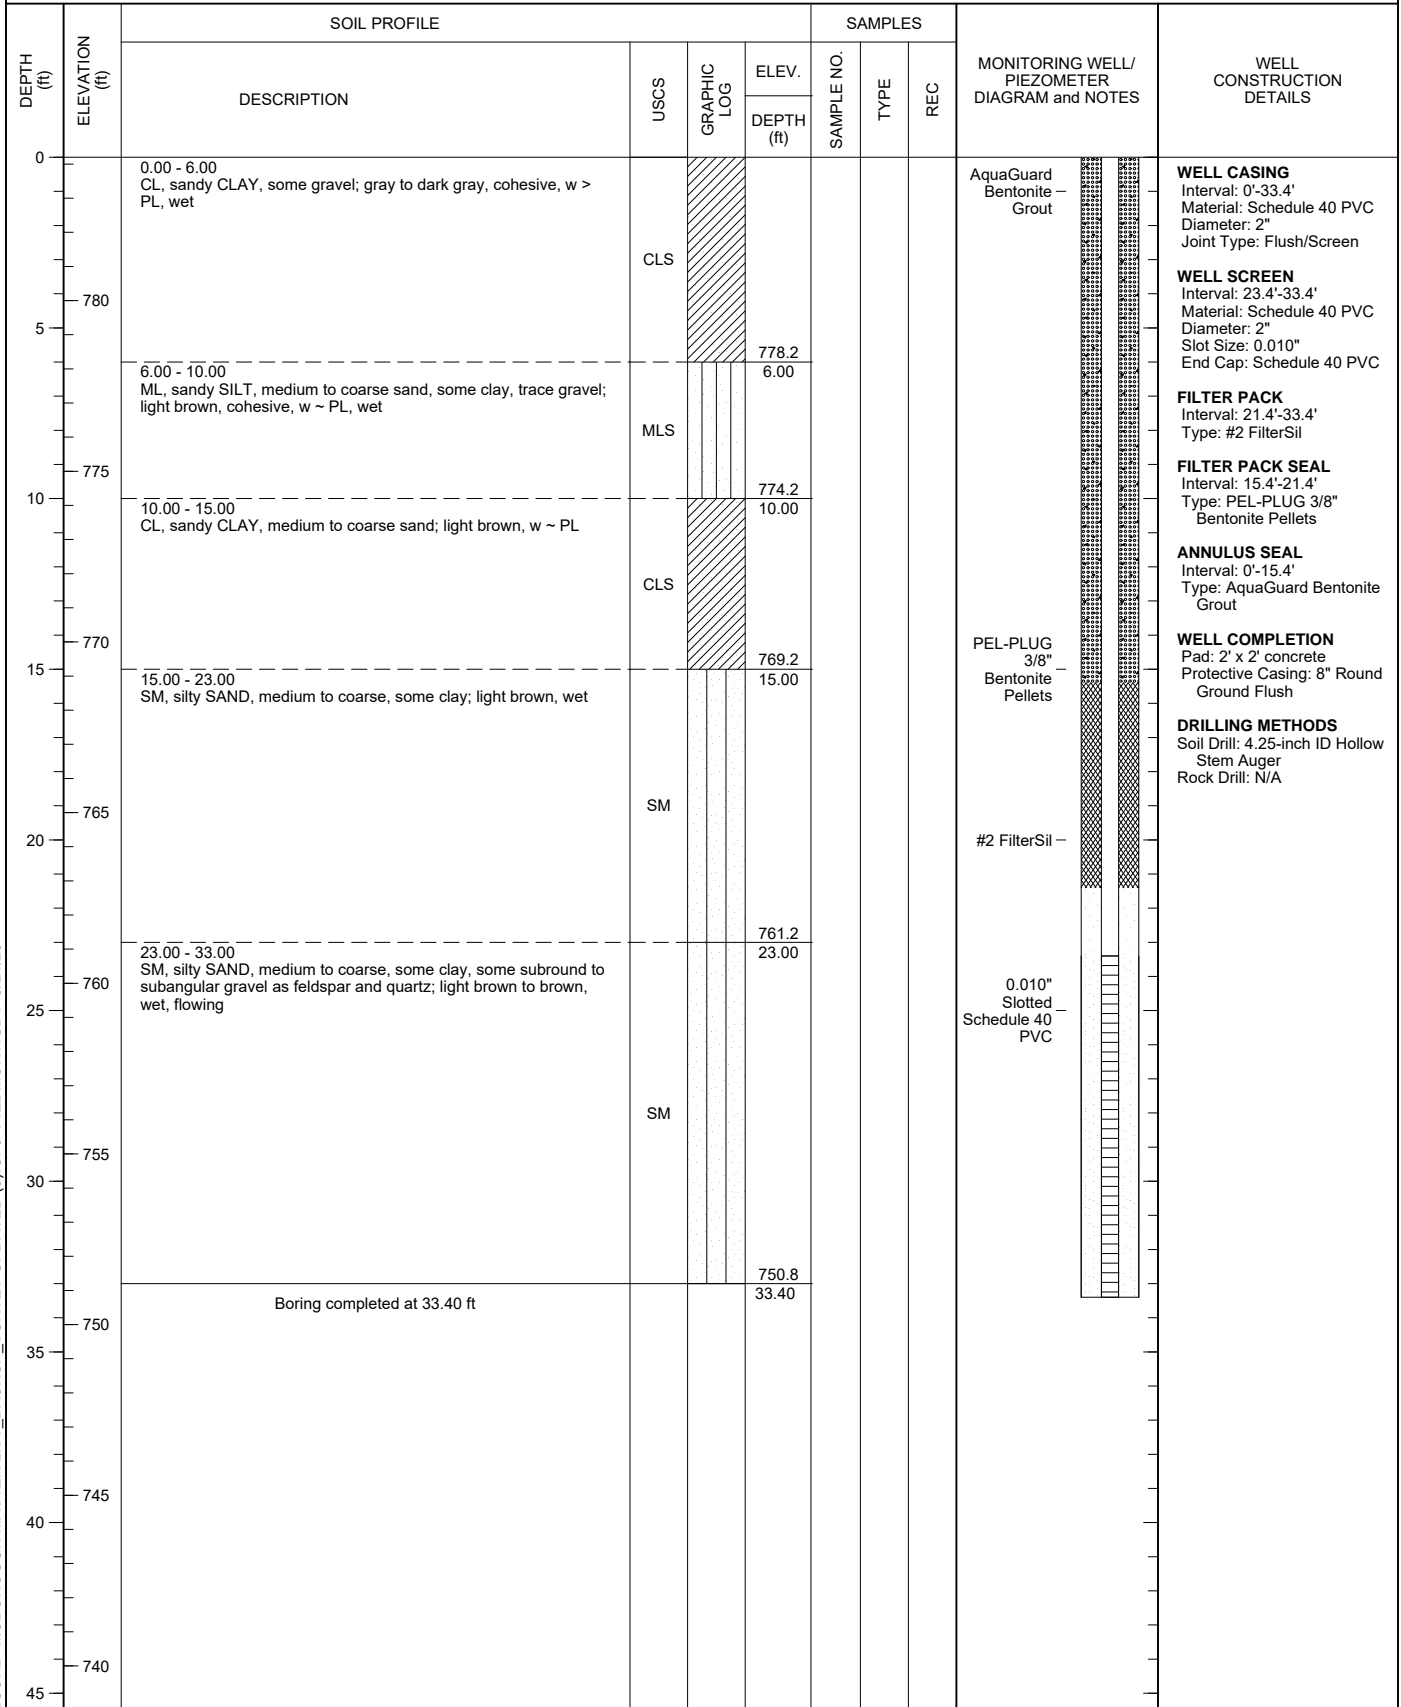 SOIL PROFILE
SAMPLES
DEPTH
(ft)
ELEVATION
(ft)
DESCRIPTION
USCS
GRAPHIC
LOG
ELEV.
DEPTH
(ft)
SAMPLE NO.
TYPE
REC
MONITORING WELL/
PIEZOMETER
DIAGRAM and NOTES
WELL
CONSTRUCTION
DETAILS
0
5
10
15
20
25
30
35
40
45
780
775
770
765
760
755
750
745
740
0.00 - 6.00
CL, sandy CLAY, some gravel; gray to dark gray, cohesive, w >
PL, wet
CLS
778.2
6.00
6.00 - 10.00
ML, sandy SILT, medium to coarse sand, some clay, trace gravel;
light brown, cohesive, w ~ PL, wet
MLS
774.2
10.00
10.00 - 15.00
CL, sandy CLAY, medium to coarse sand; light brown, w ~ PL
CLS
769.2
15.00
15.00 - 23.00
SM, silty SAND, medium to coarse, some clay; light brown, wet
SM
761.2
23.00
23.00 - 33.00
SM, silty SAND, medium to coarse, some clay, some subround to
subangular gravel as feldspar and quartz; light brown to brown,
wet, flowing
SM
750.8
33.40
Boring completed at 33.40 ft
AquaGuard
Bentonite
Grout
PEL-PLUG
3/8"
Bentonite
Pellets
#2 FilterSil
0.010"
Slotted
Schedule 40
PVC
WELL CASING
Interval: 0'-33.4'
Material: Schedule 40 PVC
Diameter: 2"
Joint Type: Flush/Screen
WELL SCREEN
Interval: 23.4'-33.4'
Material: Schedule 40 PVC
Diameter: 2"
Slot Size: 0.010"
End Cap: Schedule 40 PVC
FILTER PACK
Interval: 21.4'-33.4'
Type: #2 FilterSil
FILTER PACK SEAL
Interval: 15.4'-21.4'
Type: PEL-PLUG 3/8"
Bentonite Pellets
ANNULUS SEAL
Interval: 0'-15.4'
Type: AquaGuard Bentonite
Grout
WELL COMPLETION
Pad: 2' x 2' concrete
Protective Casing: 8" Round
Ground Flush
DRILLING METHODS
Soil Drill: 4.25-inch ID Hollow
Stem Auger
Rock Drill: N/A